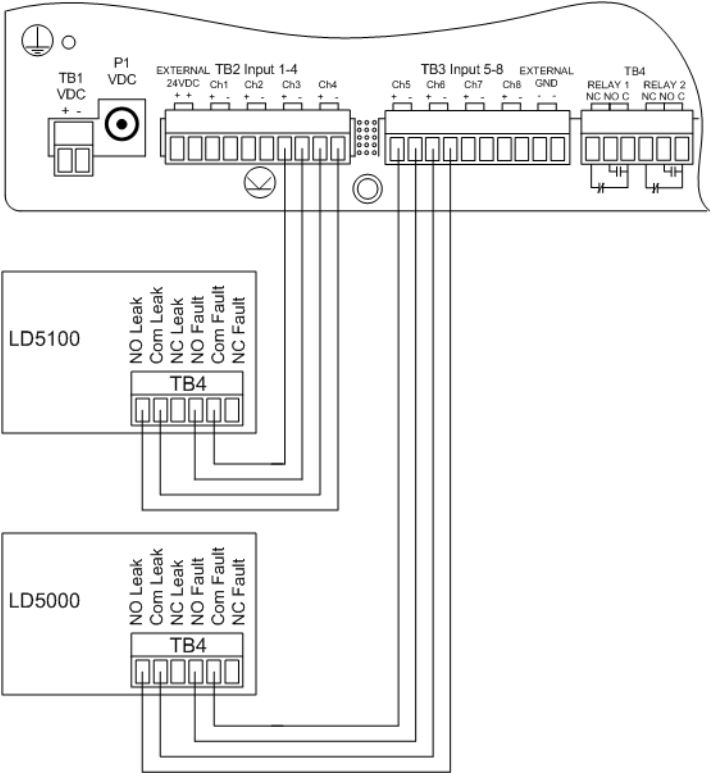 P1
VDC
TB1
VDC
+ -
EXTERNAL TB2 Input 1-4
24VDC Ch1 Ch2 Ch3 Ch4
+ + + - + - + - + -
TB3 Input 5-8 EXTERNAL
Ch5 Ch6 Ch7 Ch8 GND
+ - + - + - + - - -
TB4
RELAY 1 RELAY 2
NC NO C NC NO C
LD5100
NO Leak
Com Leak
NC Leak
NO Fault
Com Fault
NC Fault
TB4
LD5000
NO Leak
Com Leak
NC Leak
NO Fault
Com Fault
NC Fault
TB4